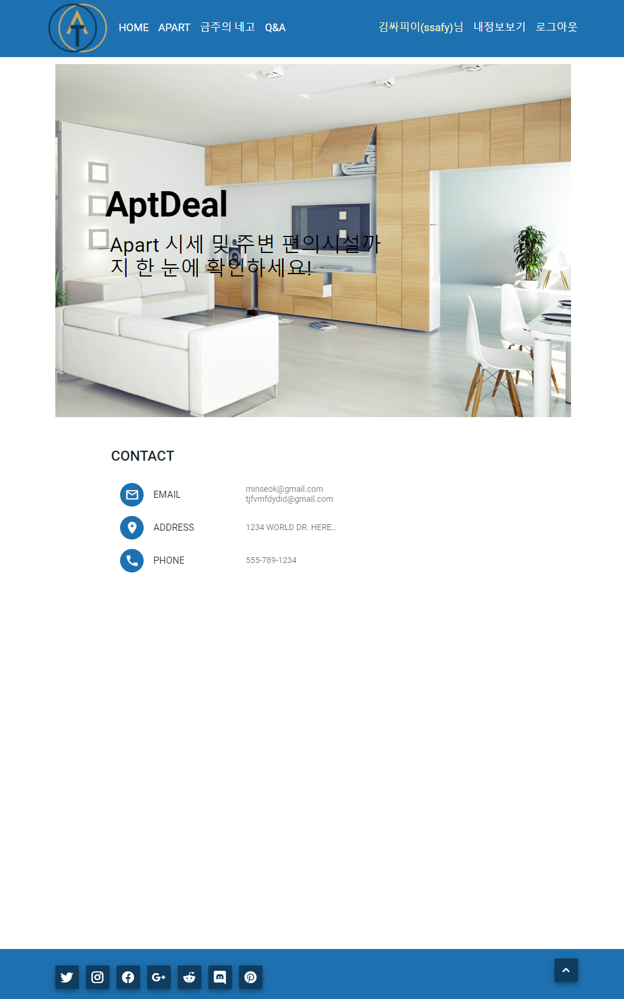 AT
HOME APART 금주의 네고 Q&A 김싸피이(ssafy)님 내정보보기 로그아웃
AptDeal
Apart 시세 및 주변 편의시설까
지 한 눈에 확인하세요!
CONTACT
EMAIL
minseok@gmail.com
tjfvmfdydid@gmail.com
ADDRESS
1234 WORLD DR. HERE...
PHONE
555-789-1234
G+